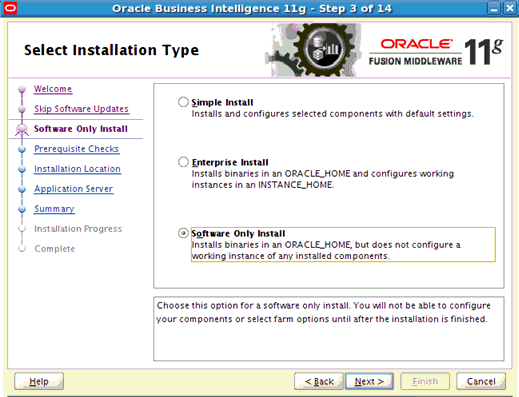 Oracle Business Intelligence 11g - Step 3 of 14
Select Installation Type
ORACLE
FUSION MIDDLEWARE
11g
Welcome
Skip Software Updates
Software Only Install
Prerequisite Checks
Installation Location
Application Server
Summary
Installation Progress
Complete
Simple Install
Installs and configures selected components with default settings.
Enterprise Install
Installs binaries in an ORACLE_HOME and configures working
instances in an INSTANCE_HOME.
Software Only Install
Installs binaries in an ORACLE_HOME, but does not configure a
working instance of any installed components.
Choose this option for a software only install. You will not be able to configure
your components or select farm options until after the installation is finished.
Help
< Back
Next >
Finish
Cancel